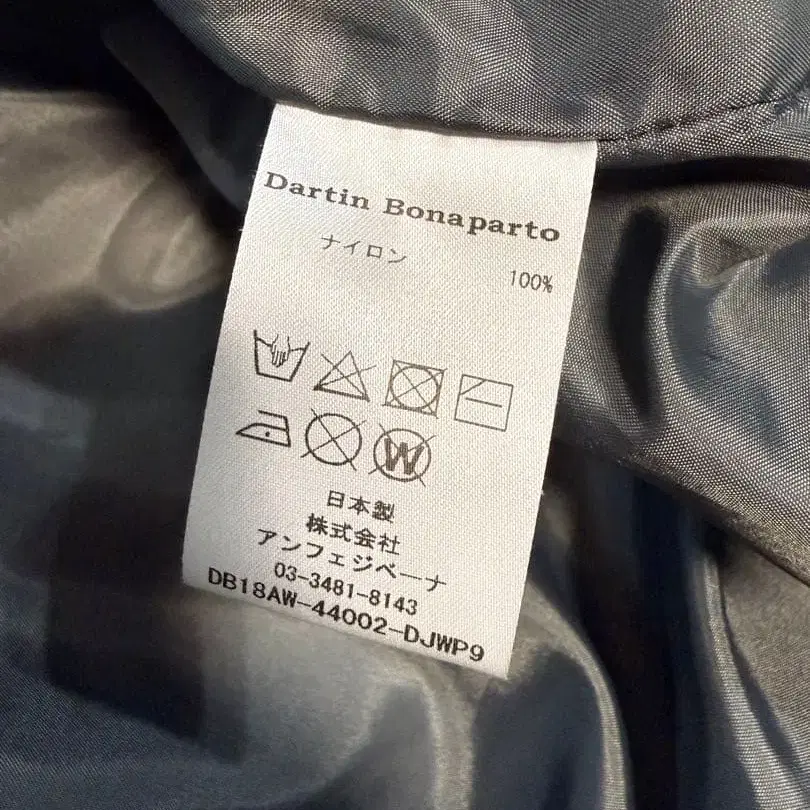 Dartin Bonaparto
ナイロン 100%
W
日本製
株式会社
アンフェジペーナ
03-3481-8143
DB18AW-44002-DJWP9